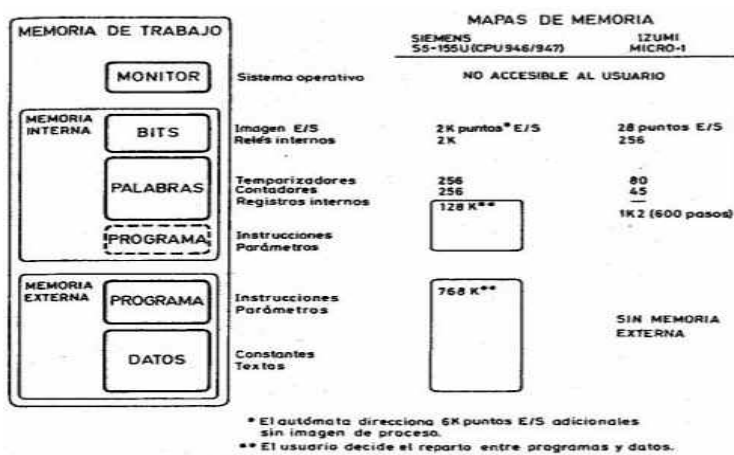 MAPAS DE MEMORIA
MEMORIA DE TRABAJO
SIEMENS
S5-155U (CPU 946/947)
IZUMI
MICRO-1
MONITOR
Sistema operativo
NO ACCESIBLE AL USUARIO
MEMORIA
INTERNA
BITS
Imagen E/S
Relés internos
2K puntos* E/S
2K
28 puntos E/S
256
PALABRAS
Temporizadores
Contadores
Registros internos
256
256
128 K**
80
45
—
1K2 (600 pasos)
PROGRAMA
Instrucciones
Parámetros
MEMORIA
EXTERNA
PROGRAMA
Instrucciones
Parámetros
768 K**
SIN MEMORIA
EXTERNA
DATOS
Constantes
Textos
* El autómata direcciona 6K puntos E/S adicionales
sin imagen de proceso.
** El usuario decide el reparto entre programas y datos.